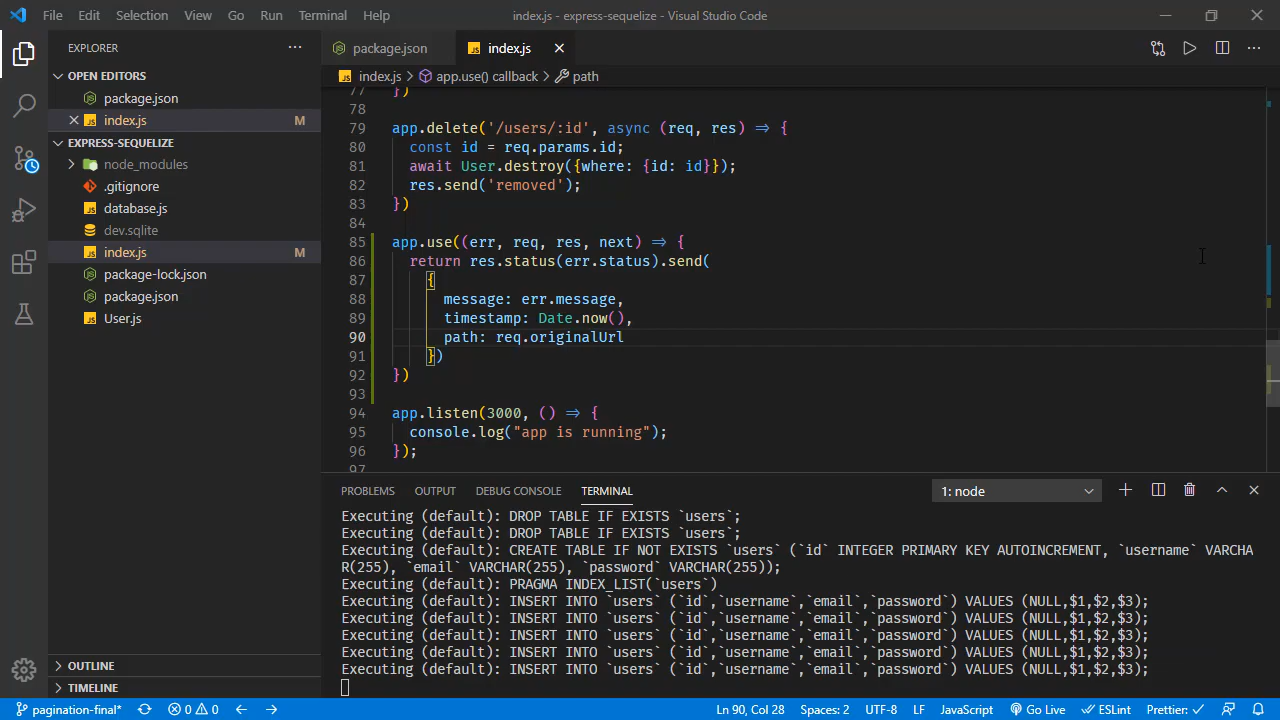 File Edit Selection View Go Run Terminal Help
index.js - express-sequelize - Visual Studio Code
EXPLORER
OPEN EDITORS
package.json
index.js M
EXPRESS-SEQUELIZE
node_modules
.gitignore
database.js
dev.sqlite
index.js M
package-lock.json
package.json
User.js
OUTLINE
TIMELINE
package.json index.js
index.js app.use() callback path
77 })
78
79 app.delete('/users/:id', async (req, res) => {
80 const id = req.params.id;
81 await User.destroy({where: {id: id}});
82 res.send('removed');
83 })
84
85 app.use((err, req, res, next) => {
86 return res.status(err.status).send(
87 {
88 message: err.message,
89 timestamp: Date.now(),
90 path: req.originalUrl
91 })
92 })
93
94 app.listen(3000, () => {
95 console.log("app is running");
96 });
97
PROBLEMS OUTPUT DEBUG CONSOLE TERMINAL 1: node
Executing (default): DROP TABLE IF EXISTS `users`;
Executing (default): DROP TABLE IF EXISTS `users`;
Executing (default): CREATE TABLE IF NOT EXISTS `users` (`id` INTEGER PRIMARY KEY AUTOINCREMENT, `username` VARCHA
R(255), `email` VARCHAR(255), `password` VARCHAR(255));
Executing (default): PRAGMA INDEX_LIST(`users`)
Executing (default): INSERT INTO `users` (`id`,`username`,`email`,`password`) VALUES (NULL,$1,$2,$3);
Executing (default): INSERT INTO `users` (`id`,`username`,`email`,`password`) VALUES (NULL,$1,$2,$3);
Executing (default): INSERT INTO `users` (`id`,`username`,`email`,`password`) VALUES (NULL,$1,$2,$3);
Executing (default): INSERT INTO `users` (`id`,`username`,`email`,`password`) VALUES (NULL,$1,$2,$3);
Executing (default): INSERT INTO `users` (`id`,`username`,`email`,`password`) VALUES (NULL,$1,$2,$3);
pagination-final* 0 0 Ln 90, Col 28 Spaces: 2 UTF-8 LF JavaScript Go Live ESLint Prettier: ✓